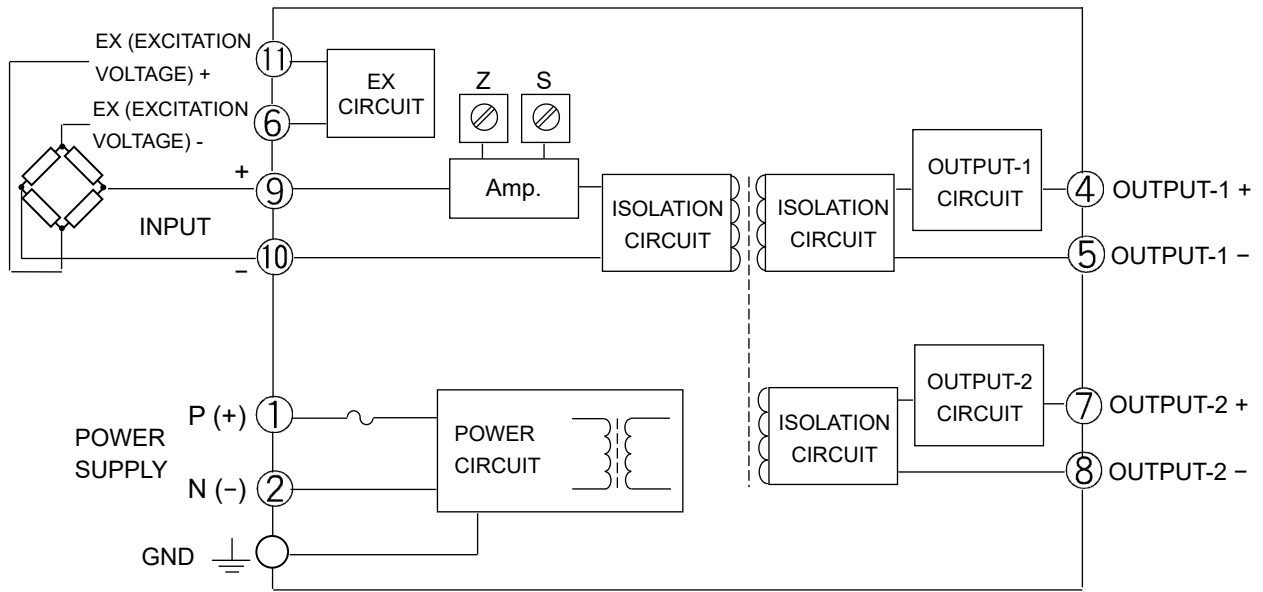 EX (EXCITATION
VOLTAGE) +
11
EX
CIRCUIT
EX (EXCITATION
VOLTAGE) -
6
Z
S
+
9
Amp.
INPUT
10
−
ISOLATION
CIRCUIT
ISOLATION
CIRCUIT
OUTPUT-1
CIRCUIT
4
OUTPUT-1 +
5
OUTPUT-1 −
POWER
SUPPLY
P (+)
1
N (−)
2
GND
POWER
CIRCUIT
ISOLATION
CIRCUIT
OUTPUT-2
CIRCUIT
7
OUTPUT-2 +
8
OUTPUT-2 −